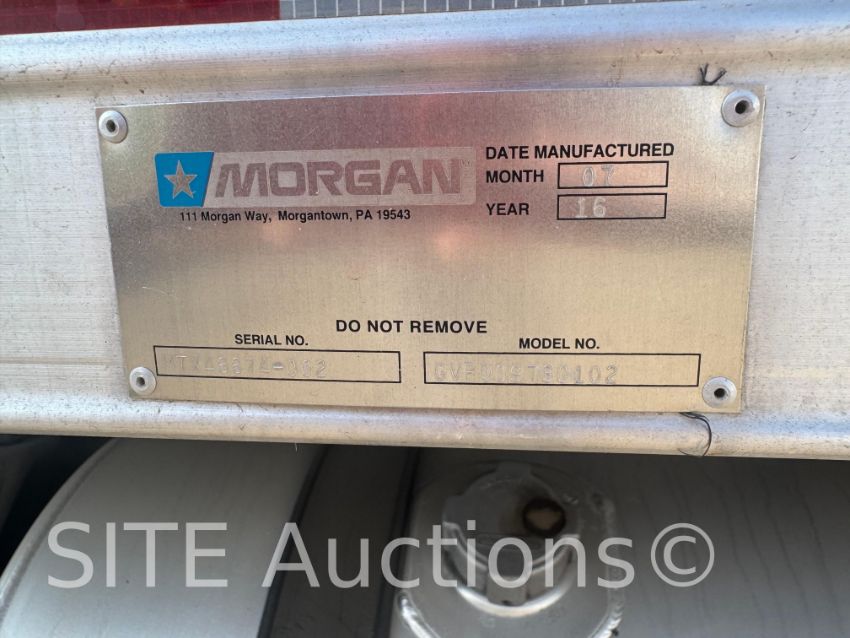 MORGAN
111 Morgan Way, Morgantown, PA 19543
DATE MANUFACTURED
MONTH 07
YEAR 16
DO NOT REMOVE
SERIAL NO.
MODEL NO.
SITE Auctions©